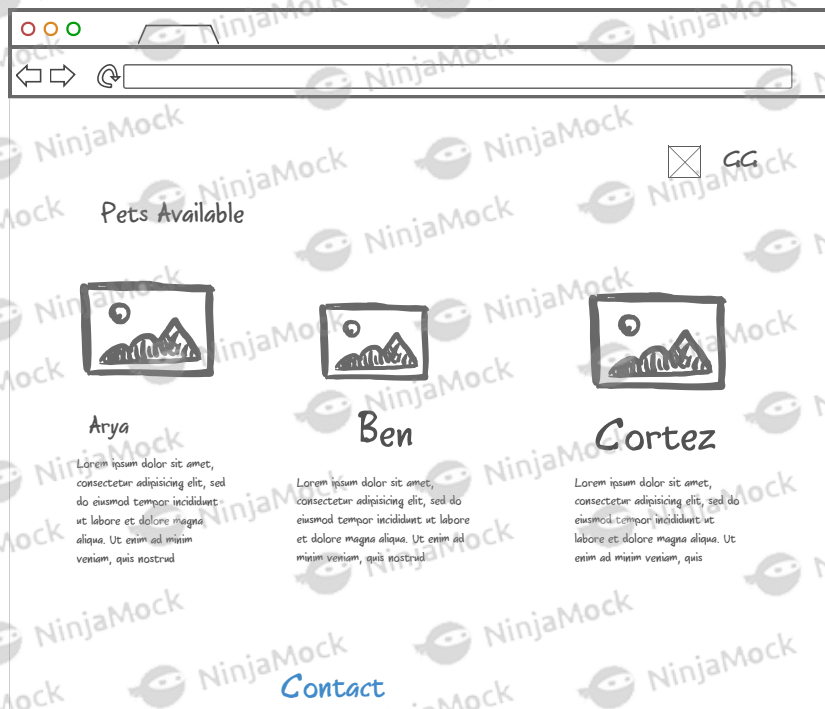 GG
Pets Available
Arya
Lorem ipsum dolor sit amet,
consectetur adipisicing elit, sed
do eiusmod tempor incididunt
ut labore et dolore magna
aliqua. Ut enim ad minim
veniam, quis nostrud
Ben
Lorem ipsum dolor sit amet,
consectetur adipisicing elit, sed do
eiusmod tempor incididunt ut labore
et dolore magna aliqua. Ut enim ad
minim veniam, quis nostrud
Cortez
Lorem ipsum dolor sit amet,
consectetur adipisicing elit, sed do
eiusmod tempor incididunt ut
labore et dolore magna aliqua. Ut
enim ad minim veniam, quis
Contact
NinjaMock